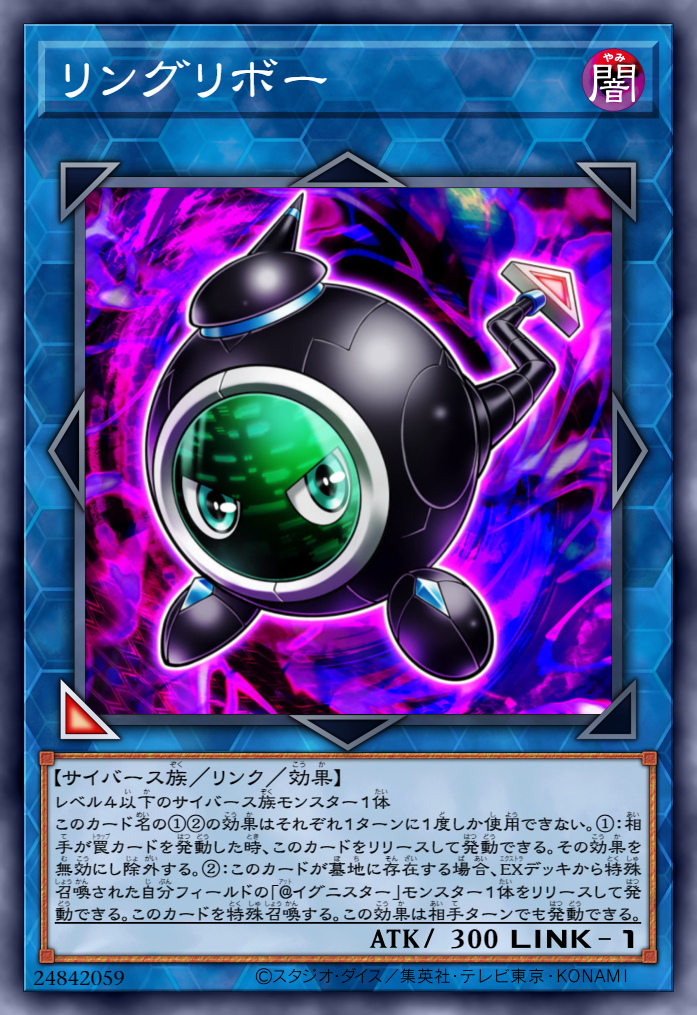 リングリボー
闇
【サイバース族／リンク／効果】
レベル４以下のサイバース族モンスター１体
このカード名の①②の効果はそれぞれ１ターンに１度しか使用できない。①：相
手が罠カードを発動した時、このカードをリリースして発動できる。その効果を
無効にし除外する。②：このカードが墓地に存在する場合、EXデッキから特殊
召喚された自分フィールドの「@イグニスター」モンスター１体をリリースして発
動できる。このカードを特殊召喚する。この効果は相手ターンでも発動できる。
ATK/ 300 LINK-1
24842059 ©スタジオ・ダイス／集英社・テレビ東京・KONAMI